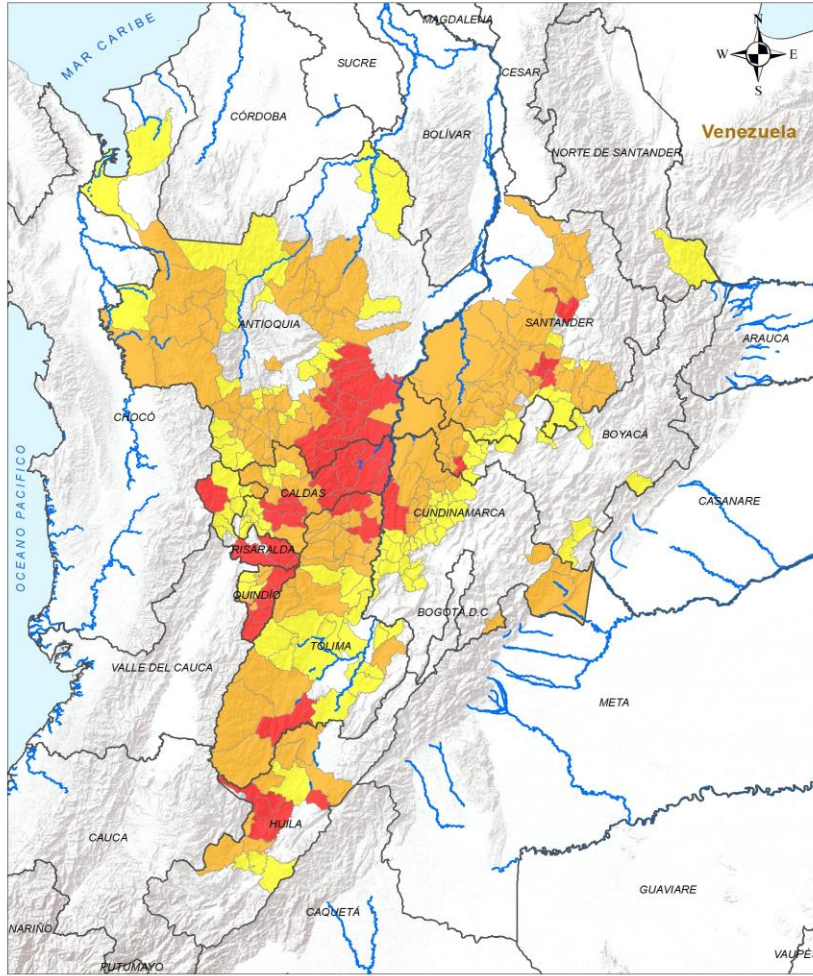 MAGDALENA
MAR CARIBE
SUCRE
CESAR
N
W E
S
CÓRDOBA
BOLÍVAR
Venezuela
NORTE DE SANTANDER
ANTIOQUIA
SANTANDER
ARAUCA
CHOCÓ
BOYACÁ
OCEANO PACIFICO
CALDAS
CASANARE
CUNDINAMARCA
RISARALDA
QUINDÍO
BOGOTÁ, D.C
TOLIMA
VALLE DEL CAUCA
META
HUILA
CAUCA
GUAVIARE
CAQUETÁ
NARIÑO
PUTUMAYO
VAUPÉS